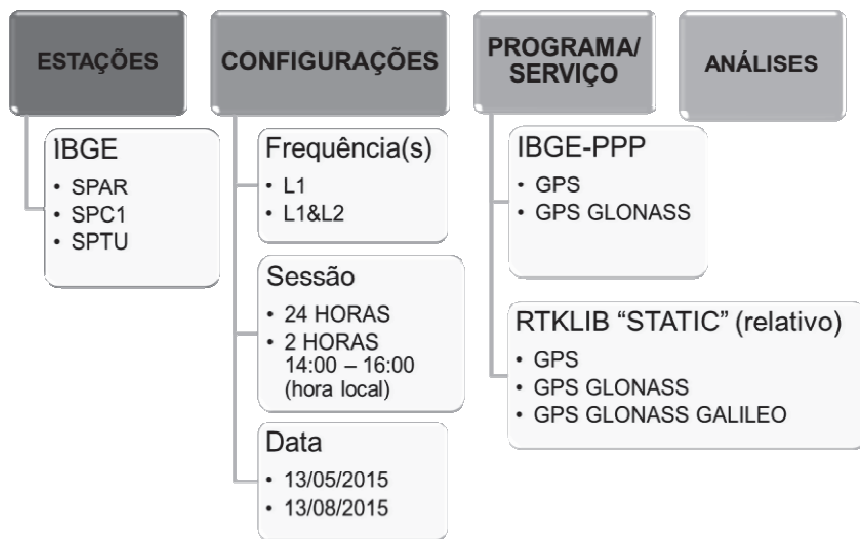 ESTAÇÕES
IBGE
• SPAR
• SPC1
• SPTU
CONFIGURAÇÕES
Frequência(s)
• L1
• L1&L2
Sessão
• 24 HORAS
• 2 HORAS
14:00 – 16:00
(hora local)
Data
• 13/05/2015
• 13/08/2015
PROGRAMA/
SERVIÇO
IBGE-PPP
• GPS
• GPS GLONASS
RTKLIB “STATIC” (relativo)
• GPS
• GPS GLONASS
• GPS GLONASS GALILEO
ANÁLISES